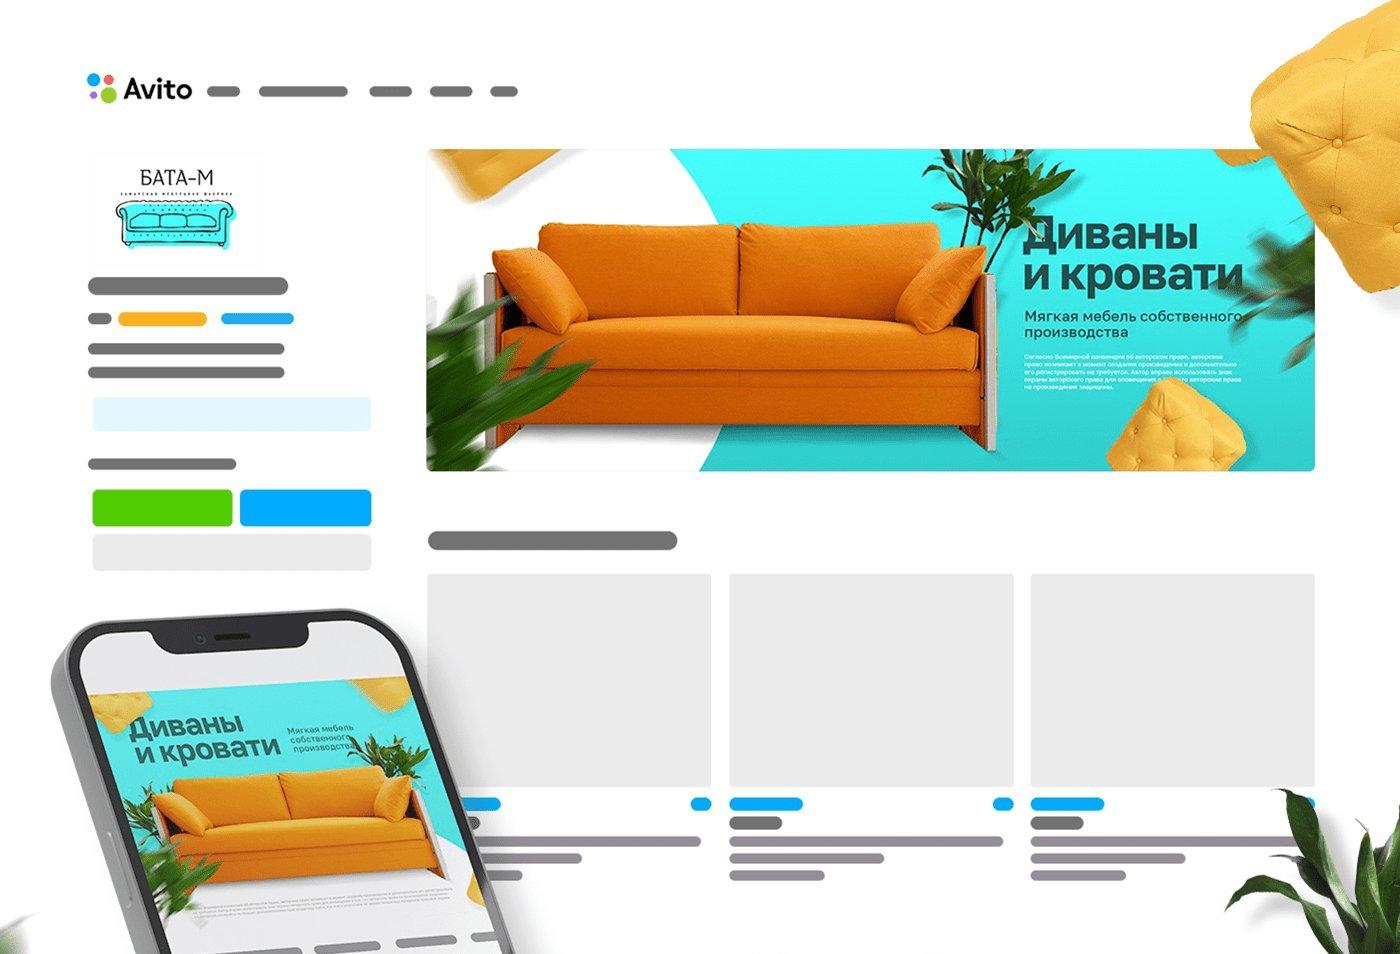 Avito
БАТА-М
САМАРСКАЯ МЕБЕЛЬНАЯ ФАБРИКА
Диваны
и кровати
Мягкая мебель собственного
производства
Согласно Всемирной конвенции об авторском праве, авторское
право возникает в момент создания произведения и дополнительно
его регистрировать не требуется. Автор вправе использовать знак
охраны авторского права для оповещения авторские права
на произведение защищены.
Диваны
и кровати
Мягкая мебель
собственного
производства